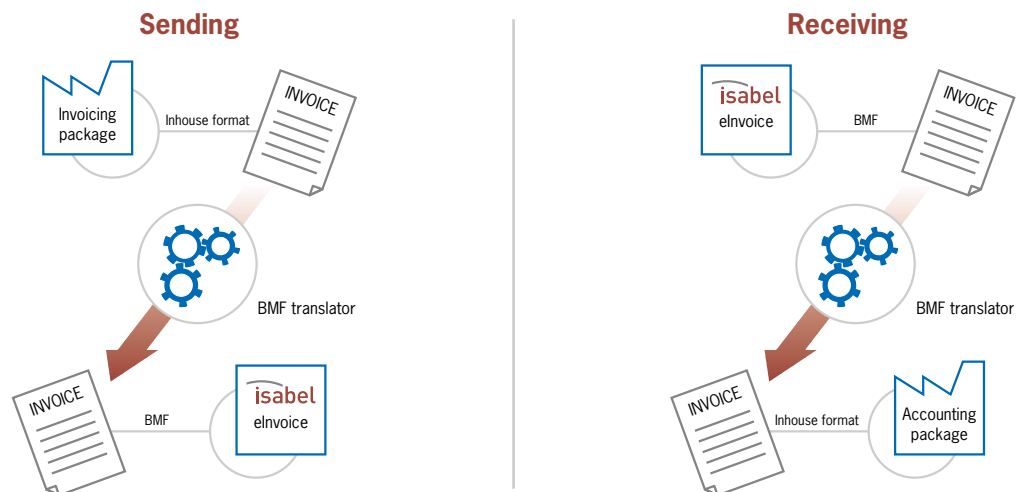 Sending
Invoicing
package
Inhouse format
INVOICE
BMF translator
INVOICE
BMF
isabel
eInvoice
Receiving
isabel
eInvoice
BMF
INVOICE
BMF translator
INVOICE
Inhouse format
Accounting
package